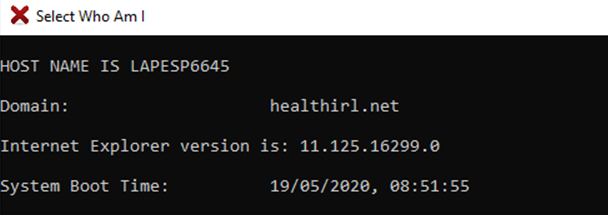 Select Who Am I
HOST NAME IS LAPESP6645
Domain: healthirl.net
Internet Explorer version is: 11.125.16299.0
System Boot Time: 19/05/2020, 08:51:55